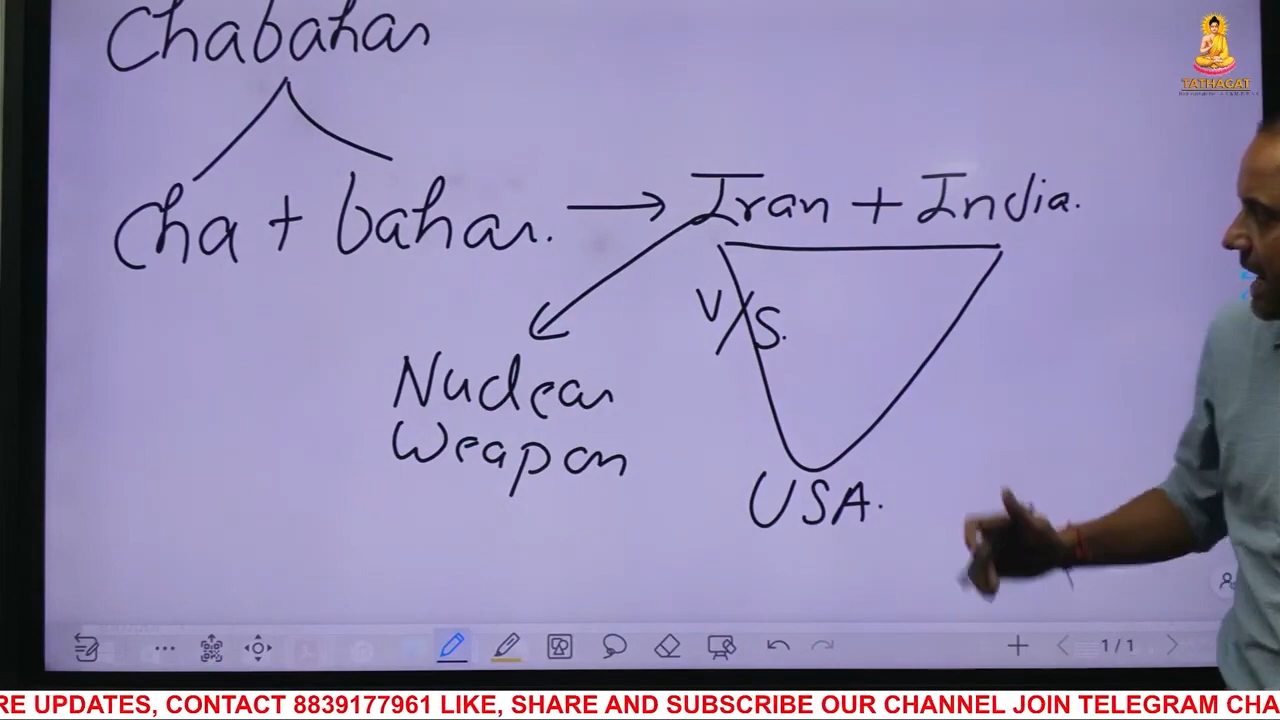 Chabahar
TATHAGAT
Cha + bahar. → Iran + India.
V/S.
Nuclear
Weapon
USA.
1/1
RE UPDATES, CONTACT 8839177961 LIKE, SHARE AND SUBSCRIBE OUR CHANNEL JOIN TELEGRAM CHA